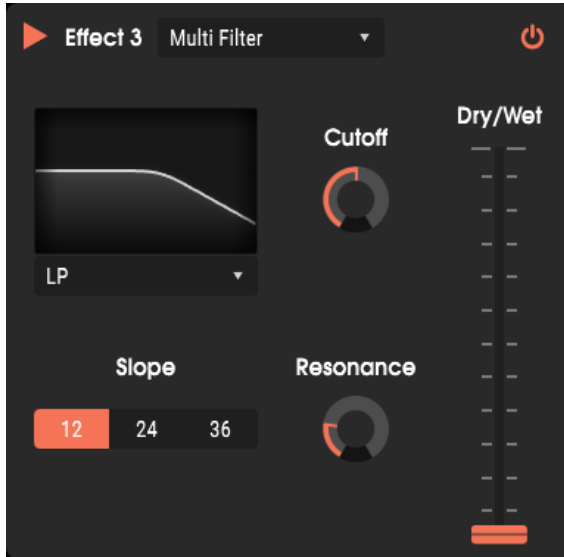 Effect 3 Multi Filter
Dry/Wet
Cutoff
LP
Slope
Resonance
12 24 36